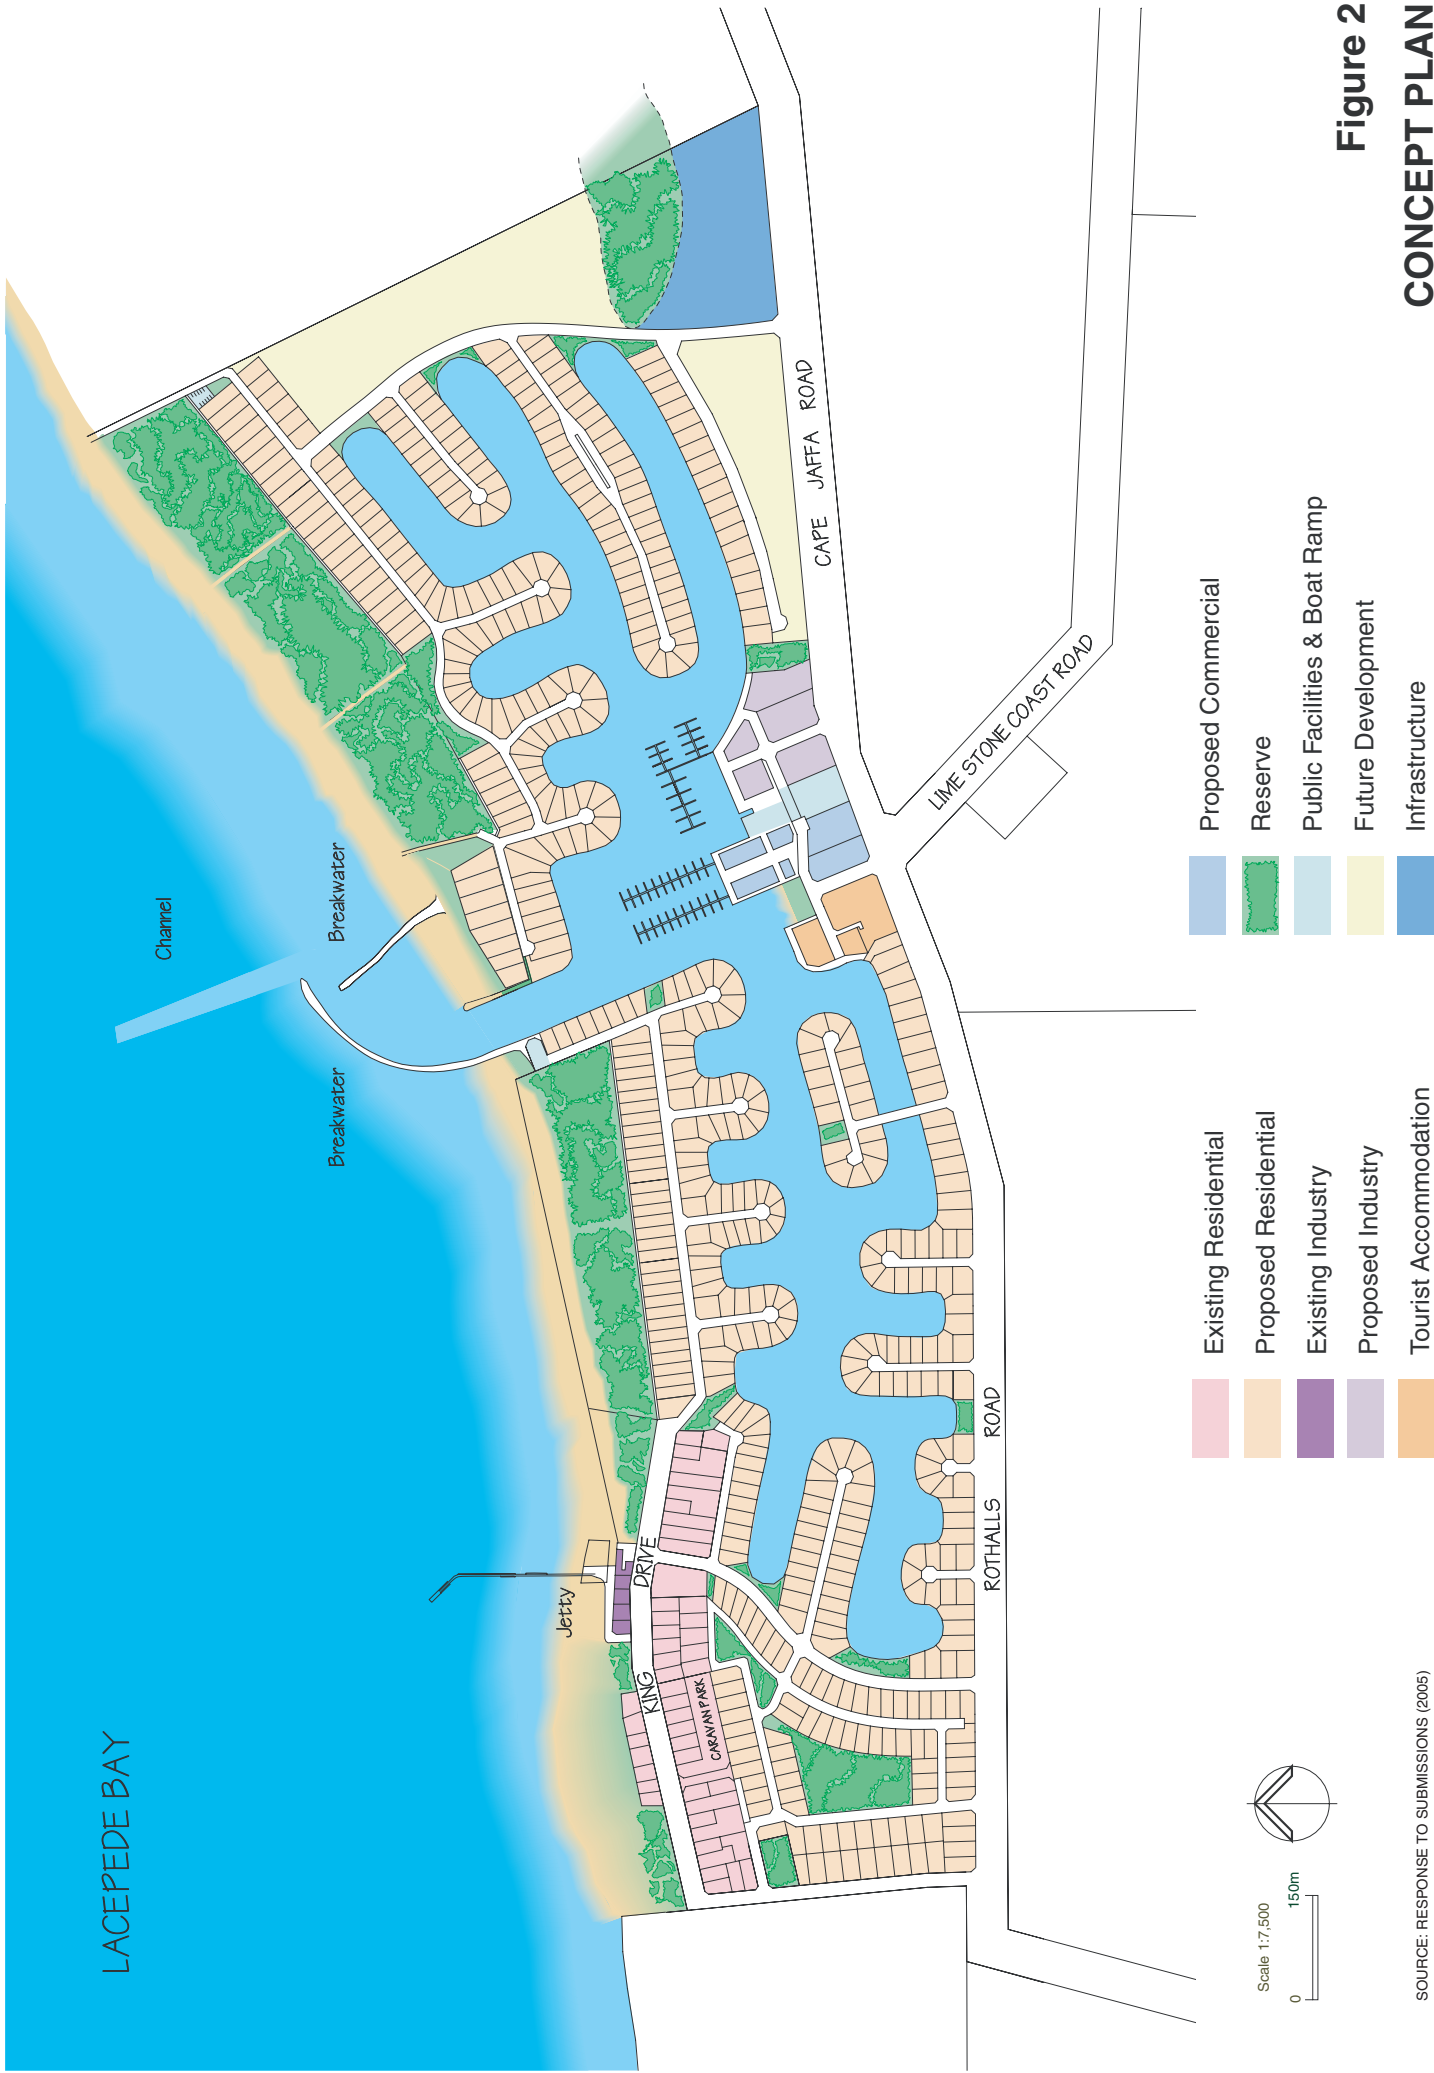 LACEPEDE BAY
Channel
Breakwater
Breakwater
Jetty
KING DRIVE
CARAVAN PARK
CAPE JAFFA ROAD
LIME STONE COAST ROAD
ROTHALLS ROAD
Existing Residential
Proposed Residential
Existing Industry
Proposed Industry
Tourist Accommodation
Proposed Commercial
Reserve
Public Facilities & Boat Ramp
Future Development
Infrastructure
Scale 1:7,500
0 150m
SOURCE: RESPONSE TO SUBMISSIONS (2005)
Figure 2
CONCEPT PLAN